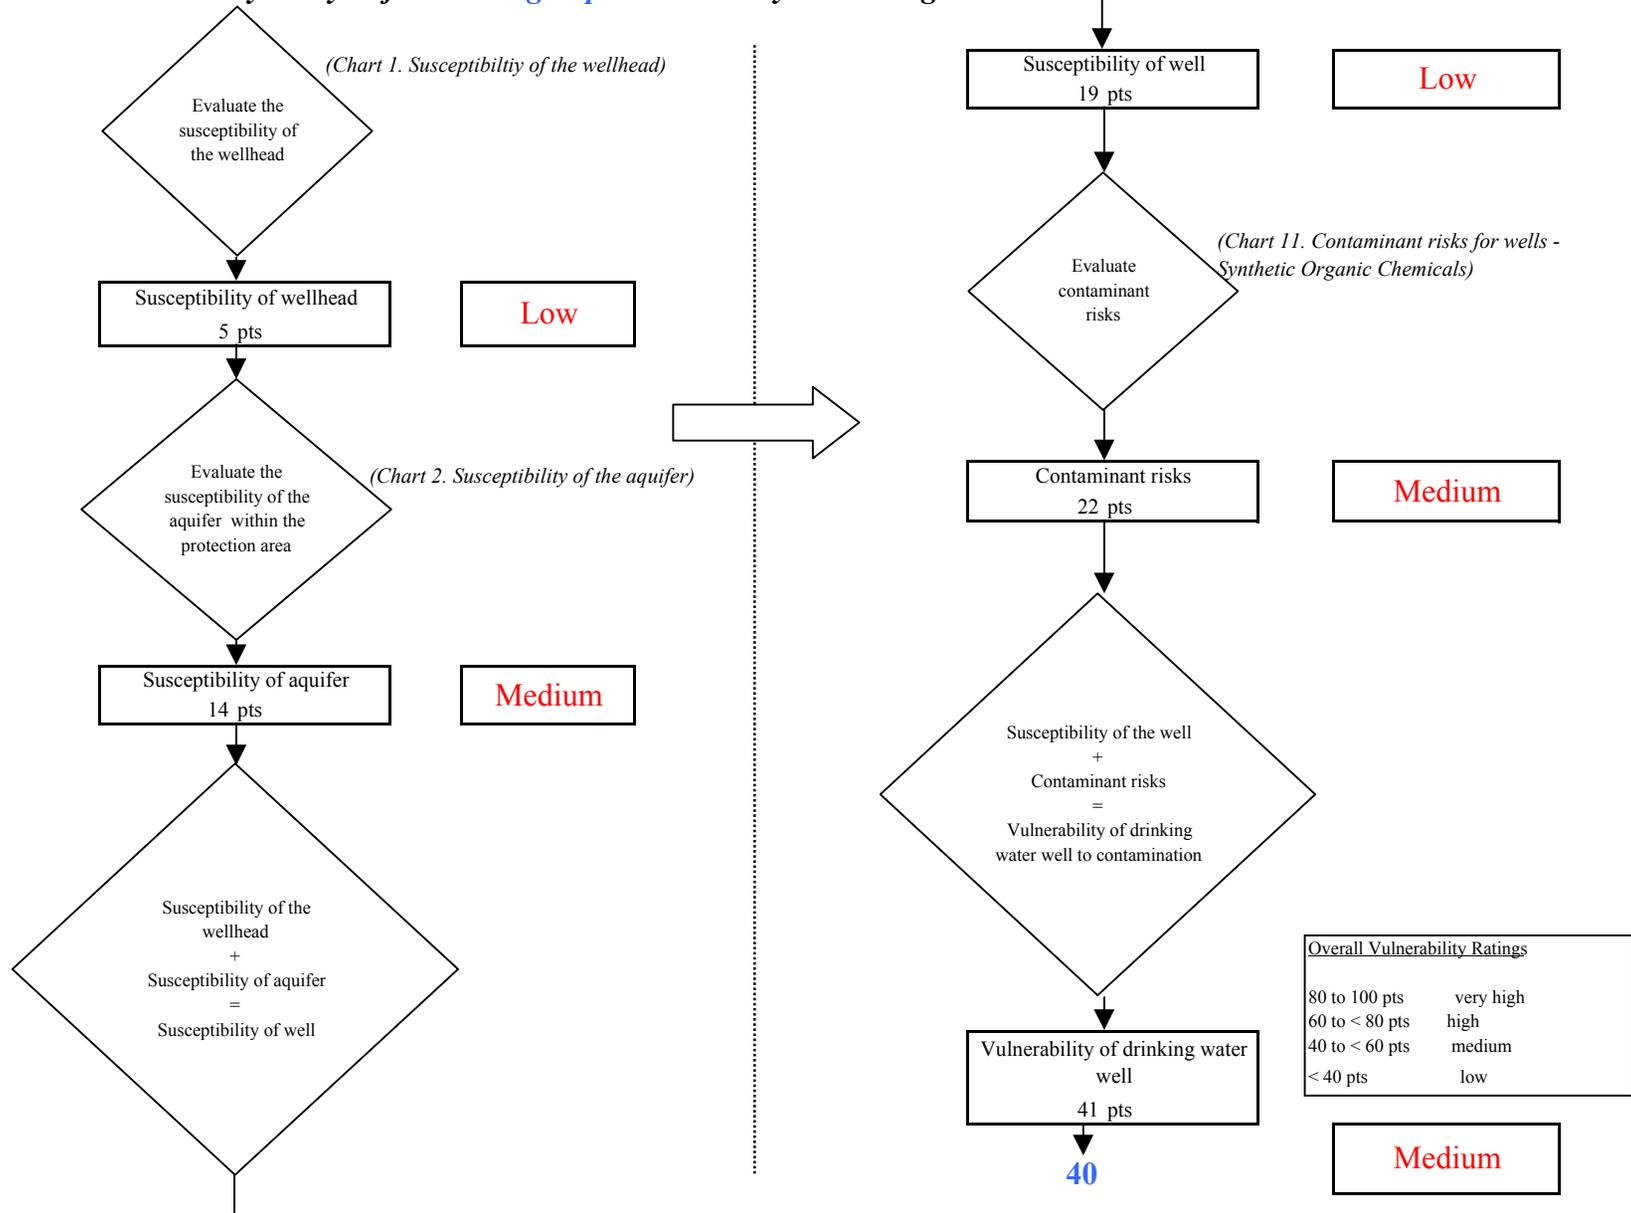 (Chart 1. Susceptibiltiy of the wellhead)
Evaluate the
susceptibility of
the wellhead
Susceptibility of wellhead
5 pts
Low
Evaluate the
susceptibility of the
aquifer within the
protection area
(Chart 2. Susceptibility of the aquifer)
Susceptibility of aquifer
14 pts
Medium
Susceptibility of the
wellhead
+
Susceptibility of aquifer
=
Susceptibility of well
Susceptibility of well
19 pts
Low
Evaluate
contaminant
risks
(Chart 11. Contaminant risks for wells -
Synthetic Organic Chemicals)
Contaminant risks
22 pts
Medium
Susceptibility of the well
+
Contaminant risks
=
Vulnerability of drinking
water well to contamination
Vulnerability of drinking water
well
41 pts
40
Overall Vulnerability Ratings
80 to 100 pts very high
60 to < 80 pts high
40 to < 60 pts medium
< 40 pts low
Medium